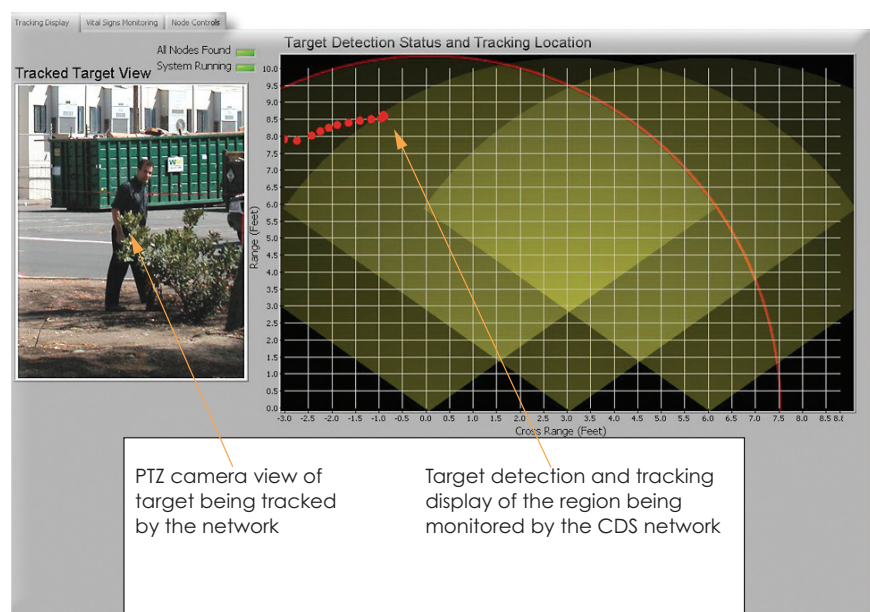 Tracking Display Vital Signs Monitoring Node Controls
All Nodes Found
System Running
Tracked Target View
Target Detection Status and Tracking Location
Range (Feet)
10.0
9.5
9.0
8.5
8.0
7.5
7.0
6.5
6.0
5.5
5.0
4.5
4.0
3.5
3.0
2.5
2.0
1.5
1.0
0.5
0.0
-3.0 -2.5 -2.0 -1.5 -1.0 -0.5 0.0 0.5 1.0 1.5 2.0 2.5 3.0 3.5 4.0 4.5 5.0 5.5 6.0 6.5 7.0 7.5 8.0 8.5 8.8
Cross Range (Feet)
PTZ camera view of
target being tracked
by the network
Target detection and tracking
display of the region being
monitored by the CDS network